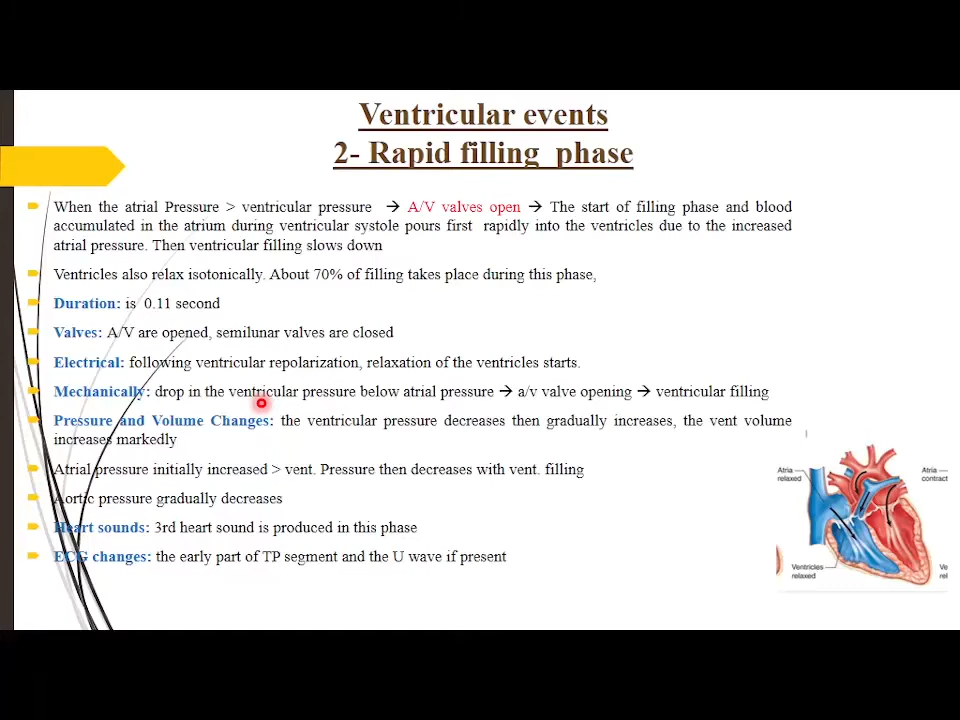 Ventricular events
2- Rapid filling phase
When the atrial Pressure > ventricular pressure → A/V valves open → The start of filling phase and blood
accumulated in the atrium during ventricular systole pours first rapidly into the ventricles due to the increased
atrial pressure. Then ventricular filling slows down
Ventricles also relax isotonically. About 70% of filling takes place during this phase,
Duration: is 0.11 second
Valves: A/V are opened, semilunar valves are closed
Electrical: following ventricular repolarization, relaxation of the ventricles starts.
Mechanically: drop in the ventricular pressure below atrial pressure → a/v valve opening → ventricular filling
Pressure and Volume Changes: the ventricular pressure decreases then gradually increases, the vent volume
increases markedly
Atrial pressure initially increased > vent. Pressure then decreases with vent. filling
Aortic pressure gradually decreases
Heart sounds: 3rd heart sound is produced in this phase
ECG changes: the early part of TP segment and the U wave if present
Atria
relaxed
Atria
contract
Ventricles
relaxed
Ve
rel